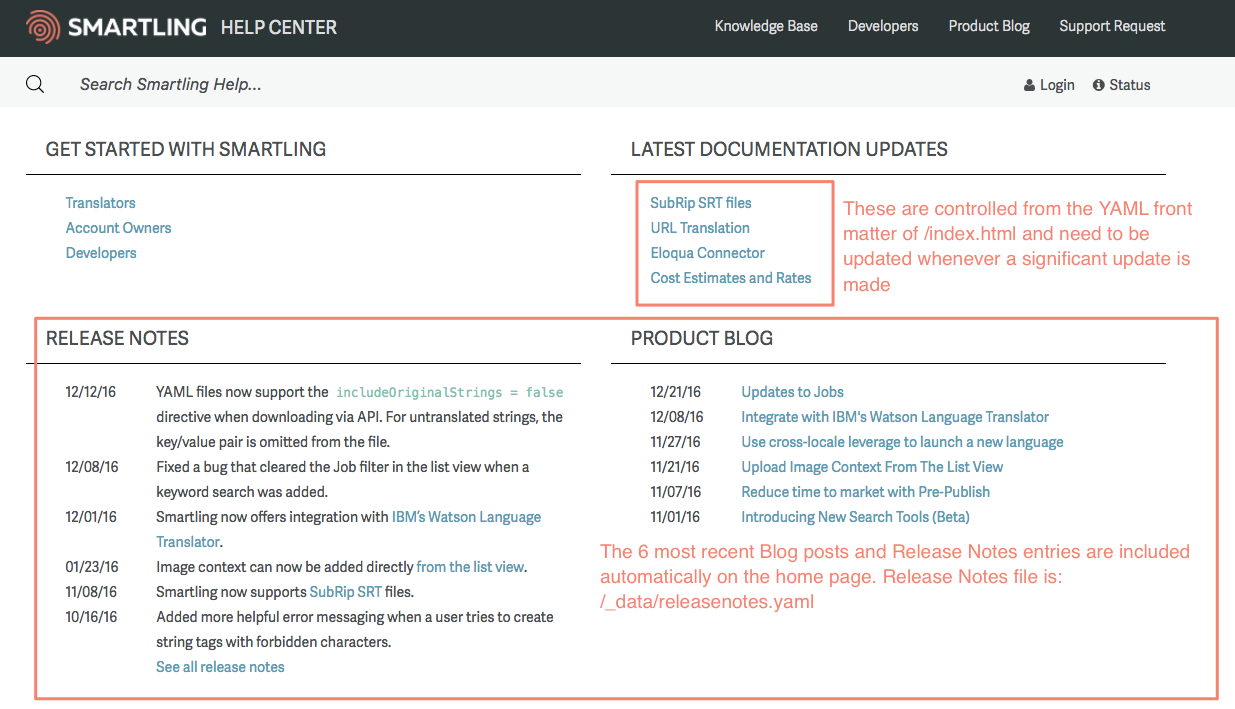 SMARTLING HELP CENTER
Knowledge Base Developers Product Blog Support Request
Search Smartling Help...
Login Status
GET STARTED WITH SMARTLING
Translators
Account Owners
Developers
LATEST DOCUMENTATION UPDATES
SubRip SRT files
URL Translation
Eloqua Connector
Cost Estimates and Rates
These are controlled from the YAML front
matter of /index.html and need to be
updated whenever a significant update is
made
RELEASE NOTES
12/12/16 YAML files now support the includeOriginalStrings = false
directive when downloading via API. For untranslated strings, the
key/value pair is omitted from the file.
12/08/16 Fixed a bug that cleared the Job filter in the list view when a
keyword search was added.
12/01/16 Smartling now offers integration with IBM's Watson Language
Translator.
01/23/16 Image context can now be added directly from the list view.
11/08/16 Smartling now supports SubRip SRT files.
10/16/16 Added more helpful error messaging when a user tries to create
string tags with forbidden characters.
See all release notes
PRODUCT BLOG
12/21/16 Updates to Jobs
12/08/16 Integrate with IBM's Watson Language Translator
11/27/16 Use cross-locale leverage to launch a new language
11/21/16 Upload Image Context From The List View
11/07/16 Reduce time to market with Pre-Publish
11/01/16 Introducing New Search Tools (Beta)
The 6 most recent Blog posts and Release Notes entries are included
automatically on the home page. Release Notes file is:
/_data/releasenotes.yaml